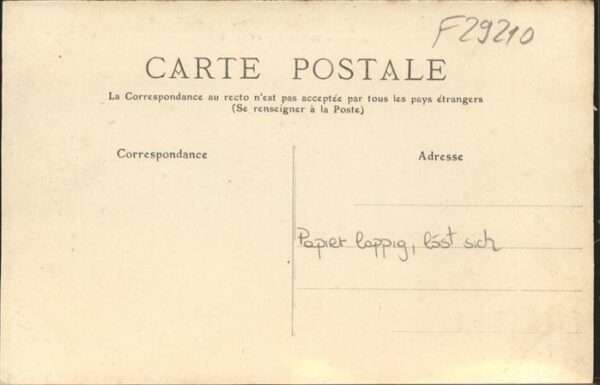 F29210
CARTE POSTALE
La Correspondance au recto n'est pas acceptée par tous les pays étrangers
(Se renseigner à la Poste)
Correspondance
Adresse
Papier lappig, löst sich